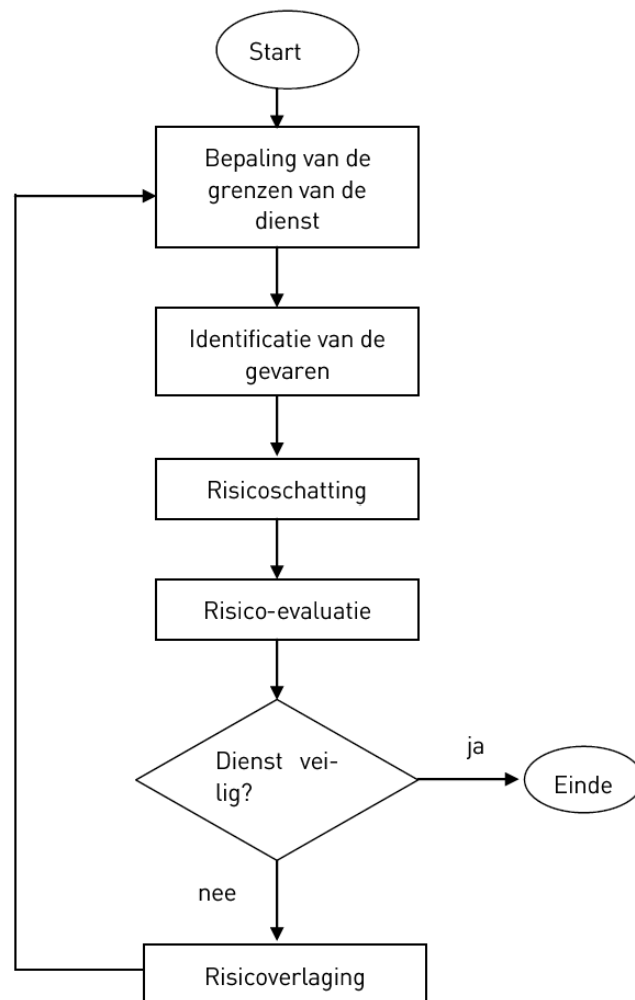 Start
Bepaling van de
grenzen van de
dienst
Identificatie van de
gevaren
Risicoschatting
Risico-evaluatie
Dienst vei-
lig?
ja
Einde
nee
Risicoverlaging